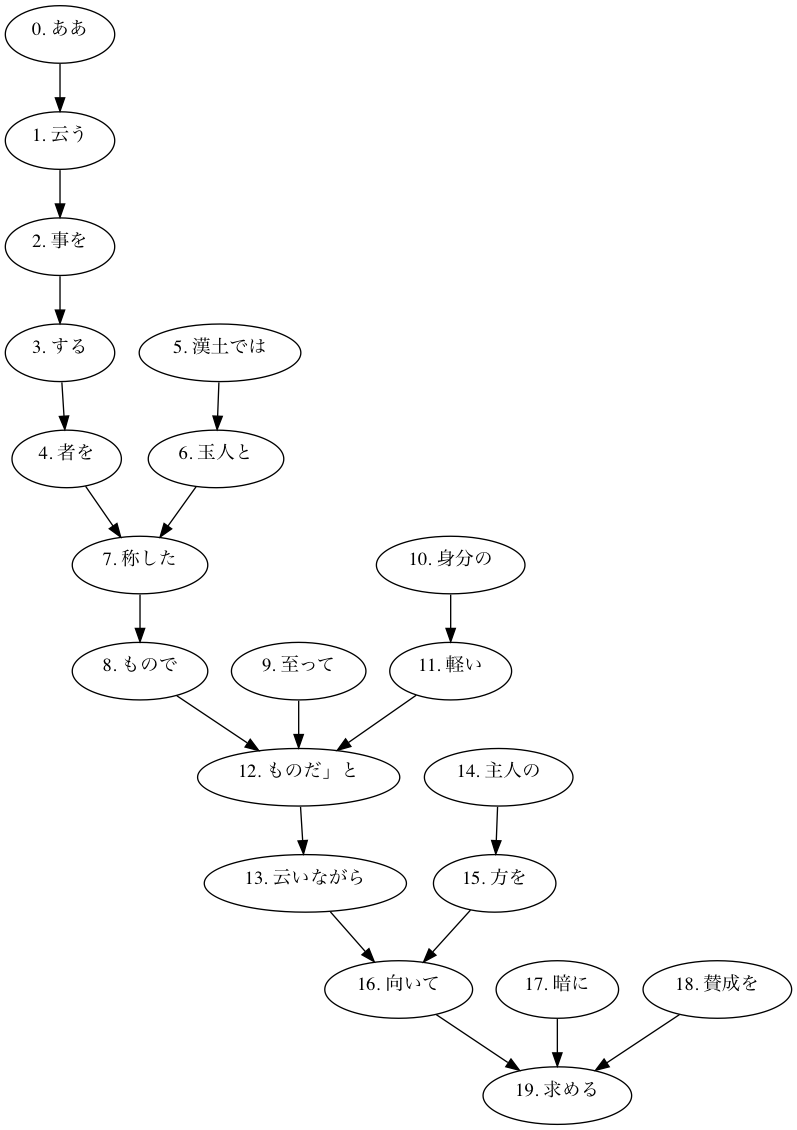 0. ああ
1. 云う
2. 事を
3. する
5. 漢土では
4. 者を
6. 玉人と
7. 称した
10. 身分の
8. もので
9. 至って
11. 軽い
12. ものだ」と
14. 主人の
13. 云いながら
15. 方を
16. 向いて
17. 暗に
18. 賛成を
19. 求める